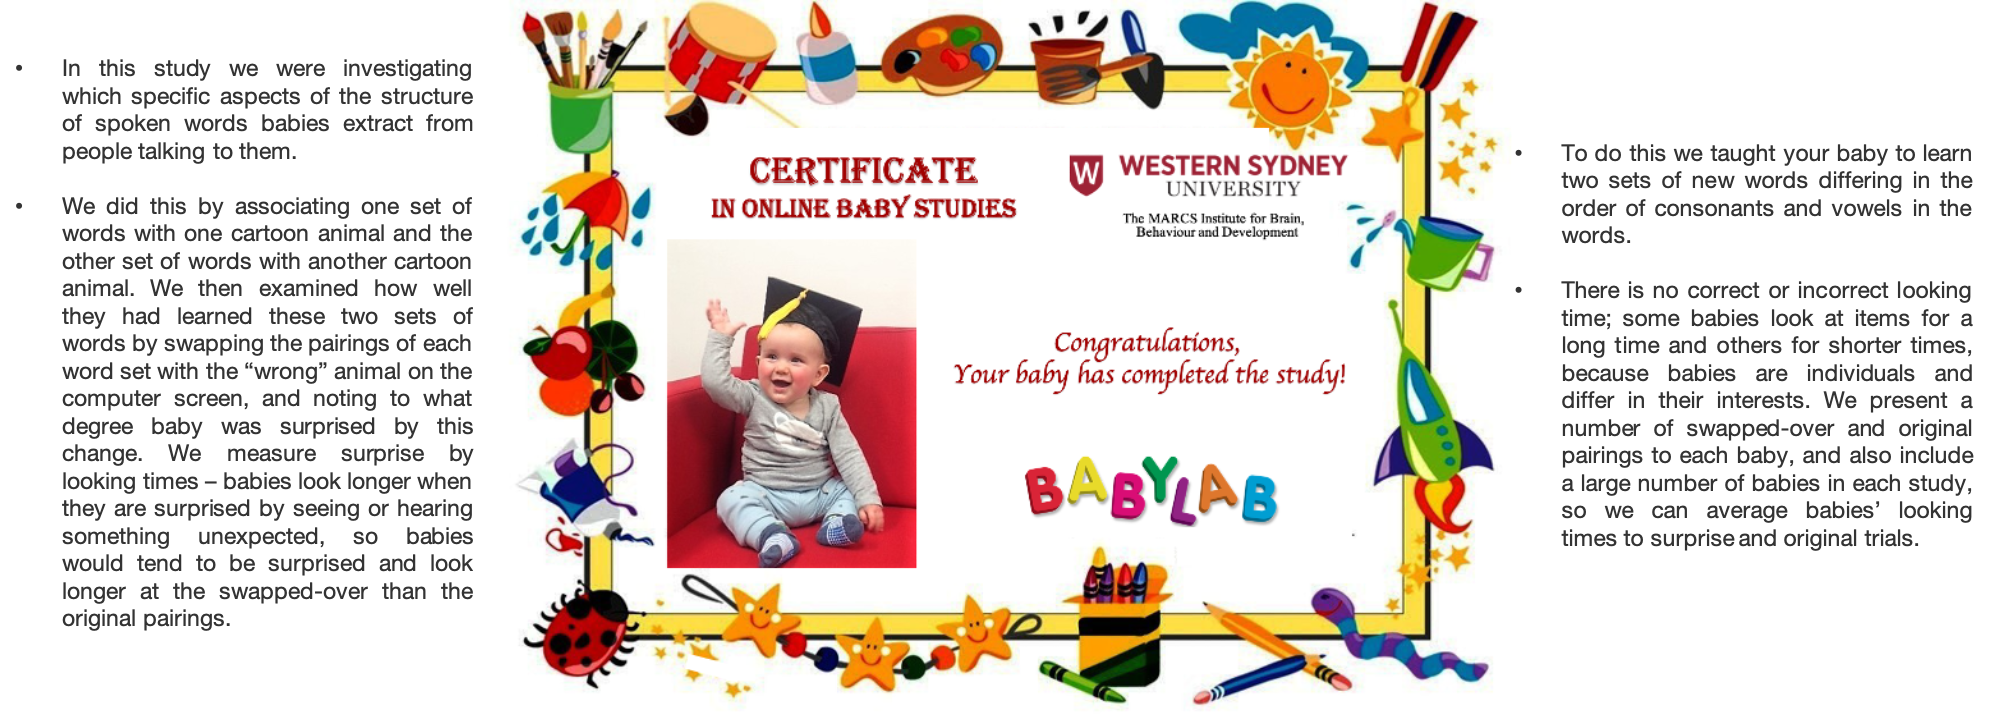 • In this study we were investigating
which specific aspects of the structure
of spoken words babies extract from
people talking to them.
• We did this by associating one set of
words with one cartoon animal and the
other set of words with another cartoon
animal. We then examined how well
they had learned these two sets of
words by swapping the pairings of each
word set with the “wrong” animal on the
computer screen, and noting to what
degree baby was surprised by this
change. We measure surprise by
looking times – babies look longer when
they are surprised by seeing or hearing
something unexpected, so babies
would tend to be surprised and look
longer at the swapped-over than the
original pairings.
CERTIFICATE
IN ONLINE BABY STUDIES
W
WESTERN SYDNEY
UNIVERSITY
The MARCS Institute for Brain,
Behaviour and Development
Congratulations,
Your baby has completed the study!
BABYLAB
• To do this we taught your baby to learn
two sets of new words differing in the
order of consonants and vowels in the
words.
• There is no correct or incorrect looking
time; some babies look at items for a
long time and others for shorter times,
because babies are individuals and
differ in their interests. We present a
number of swapped-over and original
pairings to each baby, and also include
a large number of babies in each study,
so we can average babies’ looking
times to surprise and original trials.